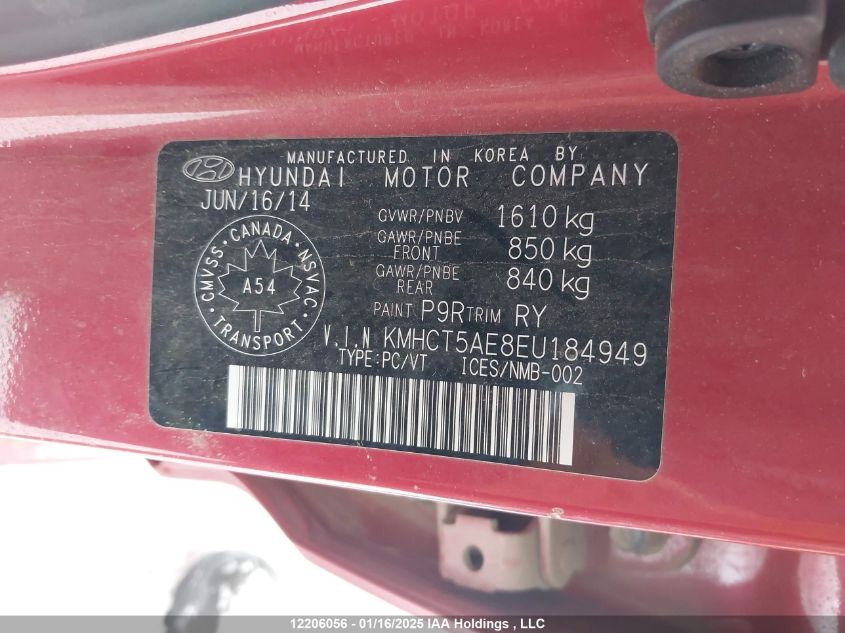 MANUFACTURED IN KOREA BY
HYUNDAI MOTOR COMPANY
JUN/16/14
GVWR/PNBV 1610 kg
GAWR/PNBE FRONT 850 kg
GAWR/PNBE REAR 840 kg
PAINT P9R TRIM RY
CMVSS · CANADA · NSVAC · TRANSPORT ·
A54
V.I.N KMHCT5AE8EU184949
TYPE:PC/VT ICES/NMB-002
12206056 - 01/16/2025 IAA Holdings , LLC